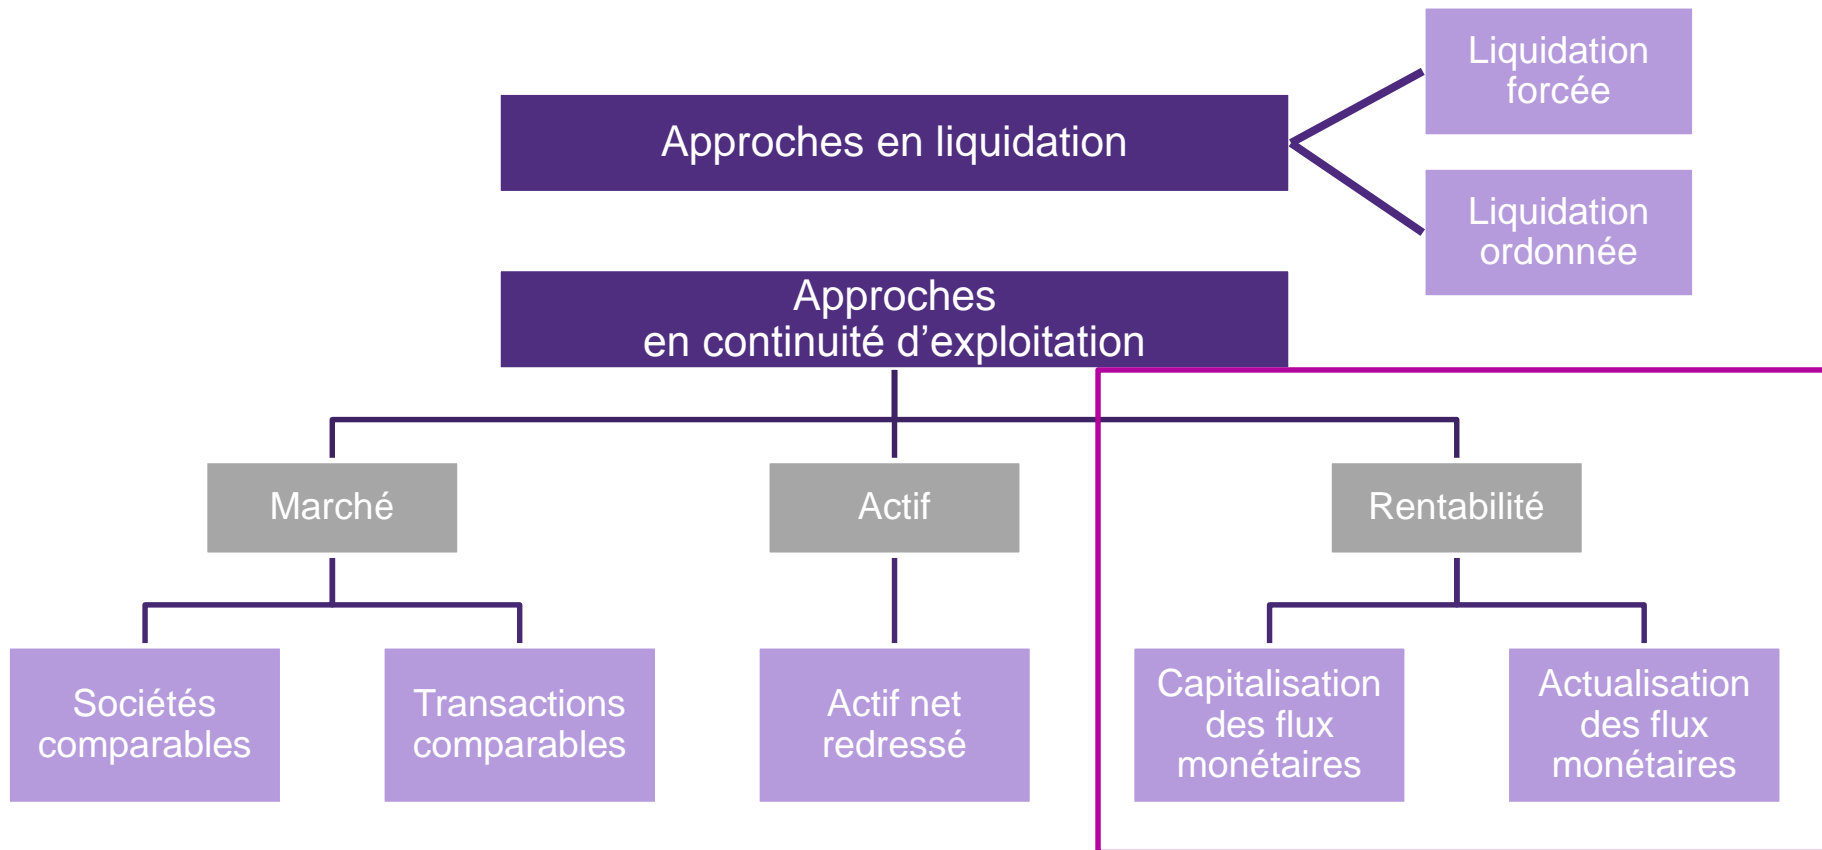 Liquidation
forcée
Approches en liquidation
Liquidation
ordonnée
Approches
en continuité d’exploitation
Marché
Actif
Rentabilité
Sociétés
comparables
Transactions
comparables
Actif net
redressé
Capitalisation
des flux
monétaires
Actualisation
des flux
monétaires